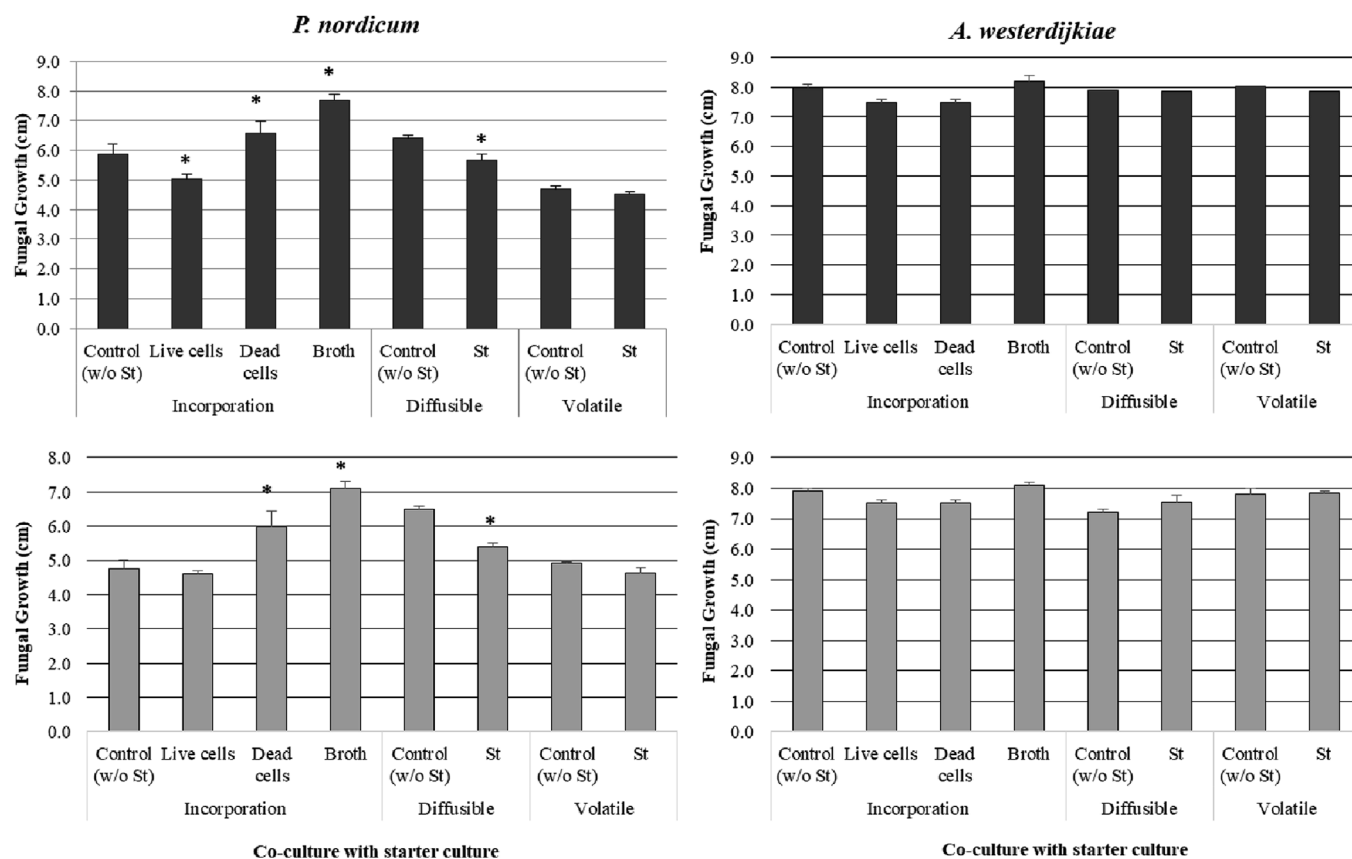 P. nordicum
A. westerdijkiae
Fungal Growth (cm)
9.0
8.0
7.0
6.0
5.0
4.0
3.0
2.0
1.0
0.0
* * * *
Control Live cells Dead Broth Control St Control St
(w/o St) cells (w/o St) (w/o St)
Incorporation Diffusible Volatile
Fungal Growth (cm)
9.0
8.0
7.0
6.0
5.0
4.0
3.0
2.0
1.0
0.0
Control Live cells Dead Broth Control St Control St
(w/o St) cells (w/o St) (w/o St)
Incorporation Diffusible Volatile
Fungal Growth (cm)
8.0
7.0
6.0
5.0
4.0
3.0
2.0
1.0
0.0
* * *
Control Live cells Dead Broth Control St Control St
(w/o St) cells (w/o St) (w/o St)
Incorporation Diffusible Volatile
Co-culture with starter culture
Fungal Growth (cm)
9.0
8.0
7.0
6.0
5.0
4.0
3.0
2.0
1.0
0.0
Control Live cells Dead Broth Control St Control St
(w/o St) cells (w/o St) (w/o St)
Incorporation Diffusible Volatile
Co-culture with starter culture